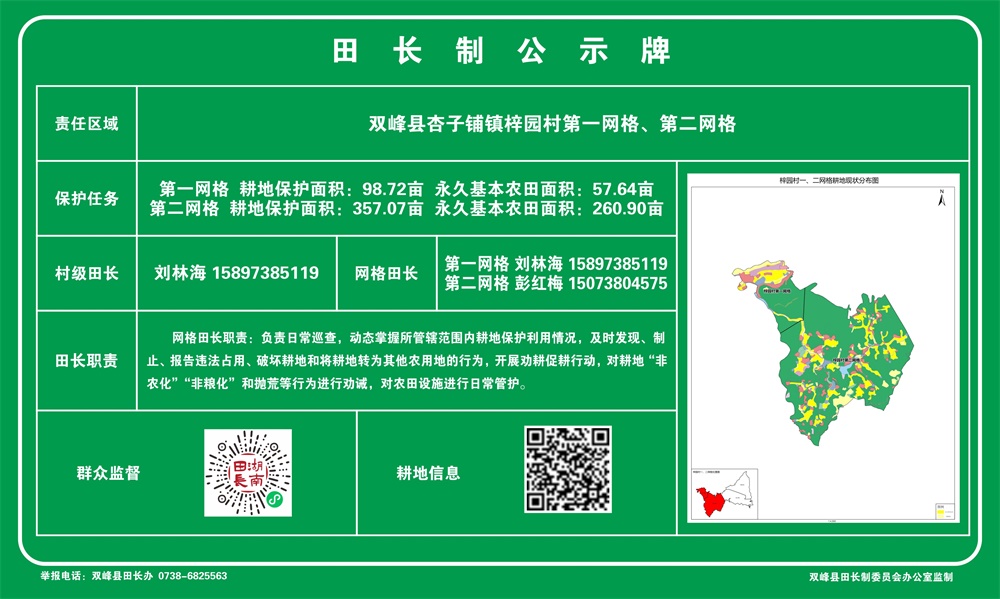 田长制公示牌
责任区域
双峰县杏子铺镇梓园村第一网格、第二网格
保护任务
第一网格 耕地保护面积：98.72亩 永久基本农田面积：57.64亩
第二网格 耕地保护面积：357.07亩 永久基本农田面积：260.90亩
村级田长
刘林海 15897385119
网格田长
第一网格 刘林海 15897385119
第二网格 彭红梅 15073804575
田长职责
网格田长职责：负责日常巡查，动态掌握所管辖范围内耕地保护利用情况，及时发现、制
止、报告违法占用、破坏耕地和将耕地转为其他农用地的行为，开展劝耕促耕行动，对耕地“非
农化”“非粮化”和抛荒等行为进行劝诫，对农田设施进行日常管护。
群众监督
湖南
田長
耕地信息
梓园村一、二网格耕地现状分布图
N
梓园村第一网格
梓园村第二网格
举报电话：双峰县田长办 0738-6825563
双峰县田长制委员会办公室监制